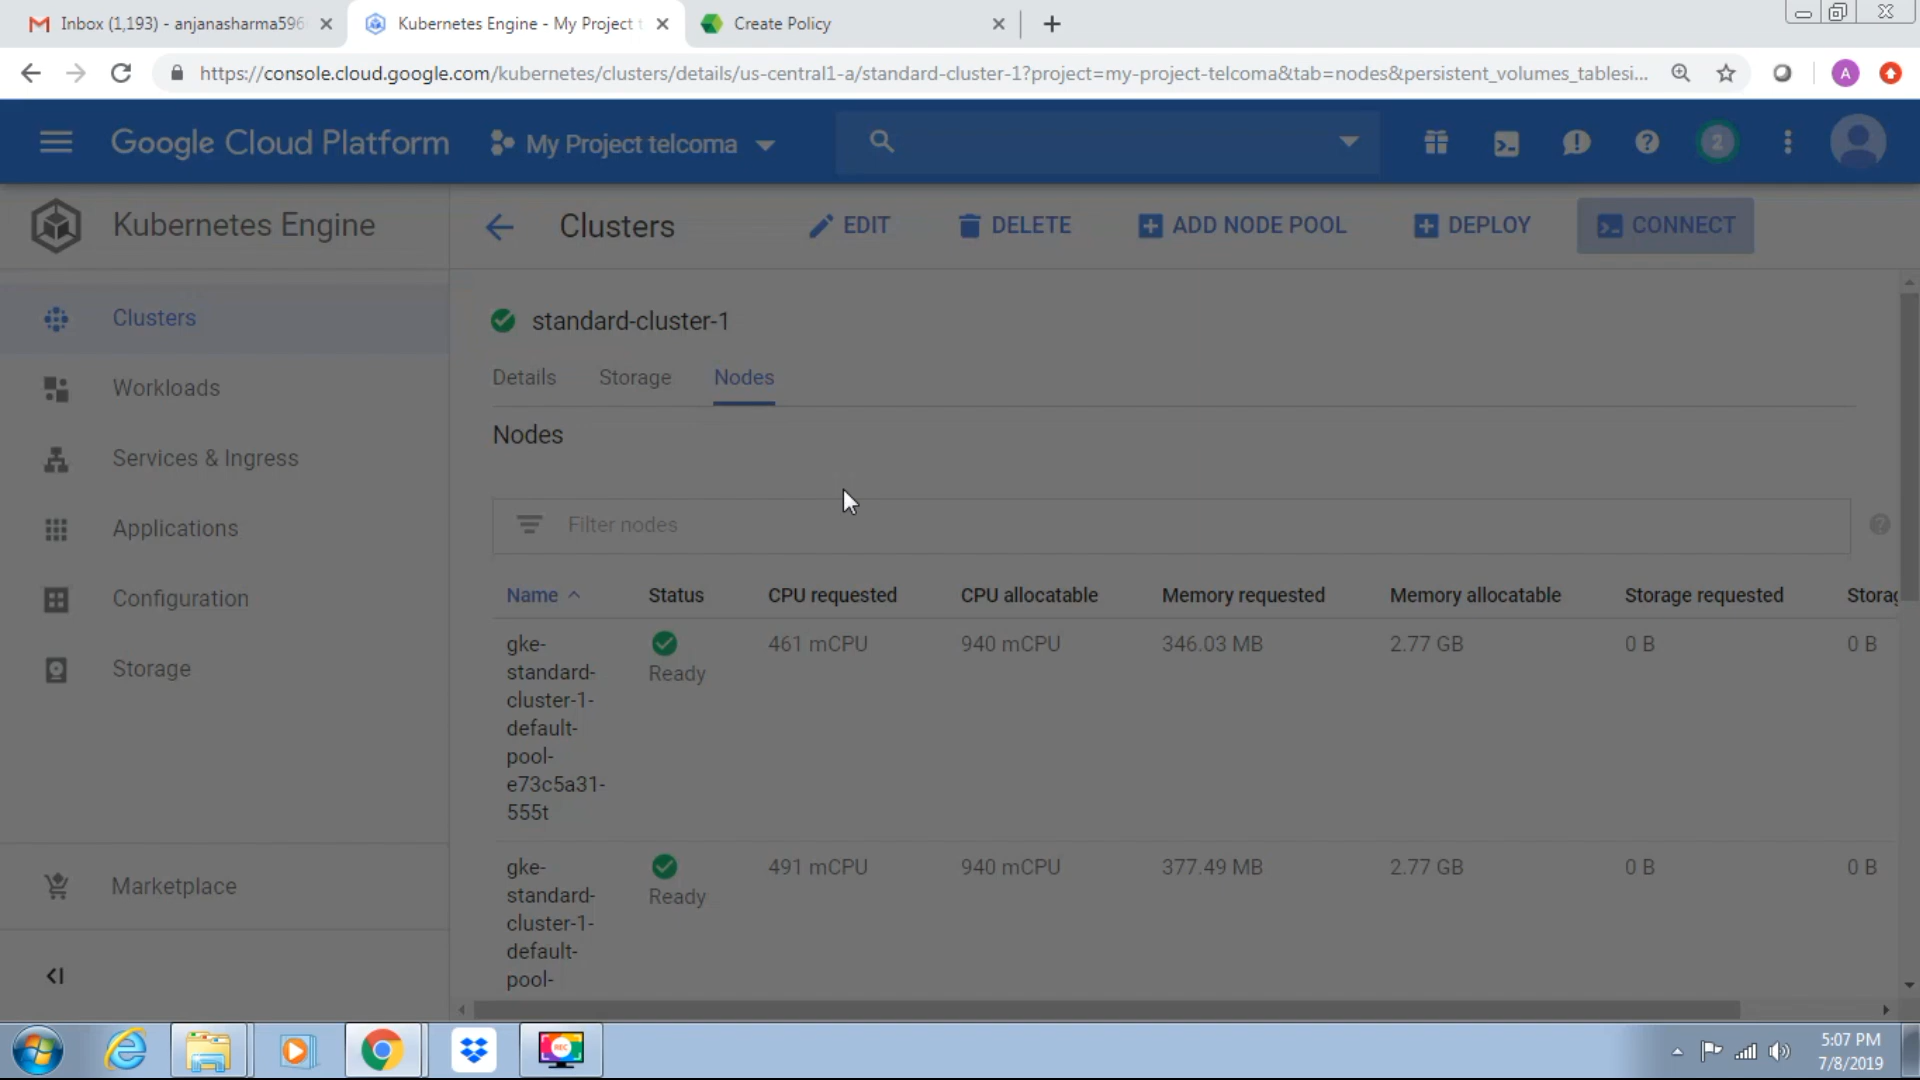 Inbox (1,193) - anjanasharma596
Kubernetes Engine - My Project t
Create Policy
https://console.cloud.google.com/kubernetes/clusters/details/us-central1-a/standard-cluster-1?project=my-project-telcoma&tab=nodes&persistent_volumes_tablesi...
A
Google Cloud Platform
My Project telcoma
2
Kubernetes Engine
Clusters
EDIT
DELETE
ADD NODE POOL
DEPLOY
CONNECT
Clusters
Workloads
Services & Ingress
Applications
Configuration
Storage
Marketplace
standard-cluster-1
Details Storage Nodes
Nodes
Filter nodes
Name Status CPU requested CPU allocatable Memory requested Memory allocatable Storage requested Storag
gke-
standard-
cluster-1-
default-
pool-
e73c5a31-
555t
Ready
461 mCPU 940 mCPU 346.03 MB 2.77 GB 0 B 0 B
gke-
standard-
cluster-1-
default-
pool-
Ready
491 mCPU 940 mCPU 377.49 MB 2.77 GB 0 B 0 B
REC
5:07 PM
7/8/2019